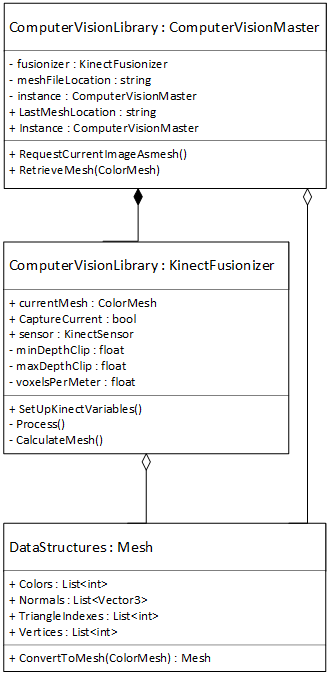 ComputerVisionLibrary : ComputerVisionMaster
- fusionizer : KinectFusionizer
- meshFileLocation : string
- instance : ComputerVisionMaster
+ LastMeshLocation : string
+ Instance : ComputerVisionMaster
+ RequestCurrentImageAsmesh()
+ RetrieveMesh(ColorMesh)
ComputerVisionLibrary : KinectFusionizer
+ currentMesh : ColorMesh
+ CaptureCurrent : bool
+ sensor : KinectSensor
- minDepthClip : float
- maxDepthClip : float
- voxelsPerMeter : float
+ SetUpKinectVariables()
- Process()
- CalculateMesh()
DataStructures : Mesh
+ Colors : List<int>
+ Normals : List<Vector3>
+ TriangleIndexes : List<int>
+ Vertices : List<int>
+ ConvertToMesh(ColorMesh) : Mesh